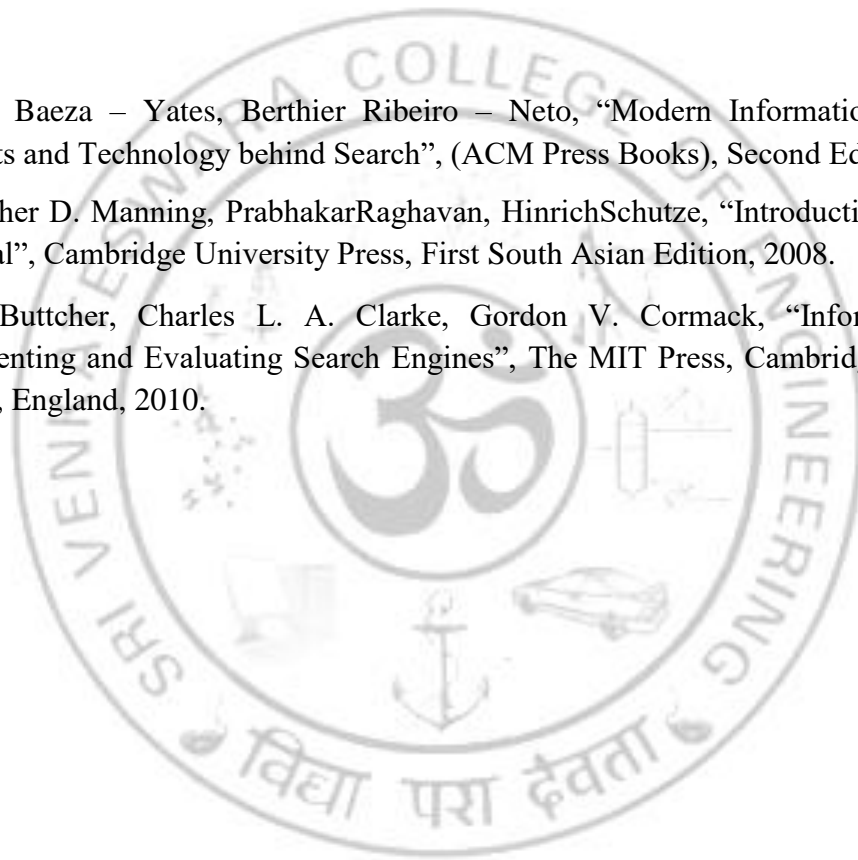 Baeza – Yates, Berthier Ribeiro – Neto, “Modern Informatio
ts and Technology behind Search”, (ACM Press Books), Second Ed
her D. Manning, PrabhakarRaghavan, HinrichSchutze, “Introducti
al”, Cambridge University Press, First South Asian Edition, 2008.
Buttcher, Charles L. A. Clarke, Gordon V. Cormack, “Infor
enting and Evaluating Search Engines”, The MIT Press, Cambrid
, England, 2010.
SRI VENKATESWARA COLLEGE OF ENGINEERING
ॐ
विद्या परा देवता